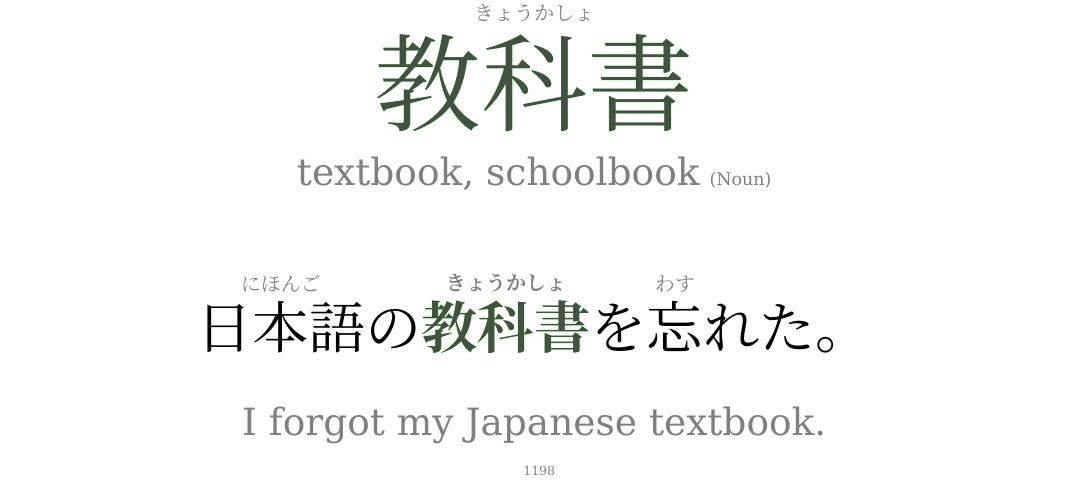 きょうかしょ
教科書
textbook, schoolbook (Noun)
にほんご きょうかしょ わす
日本語の教科書を忘れた。
I forgot my Japanese textbook.
1198